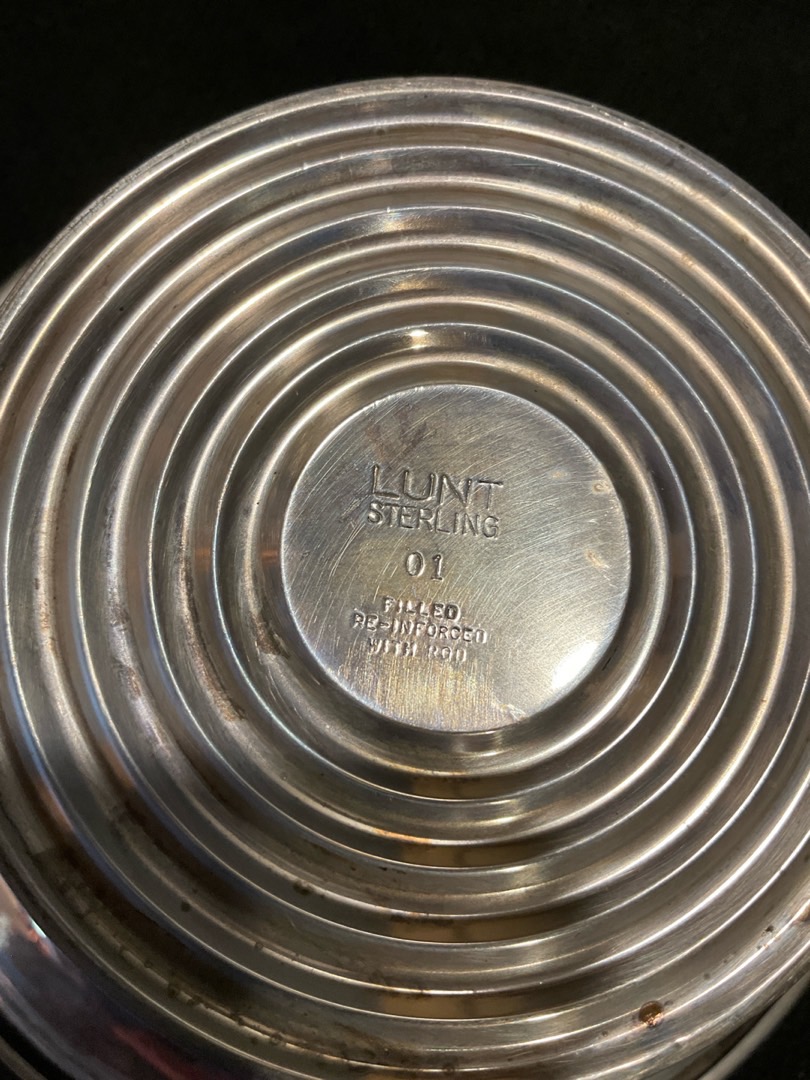 LUNT
STERLING
01
FILLED
RE-INFORCED
WITH ROD